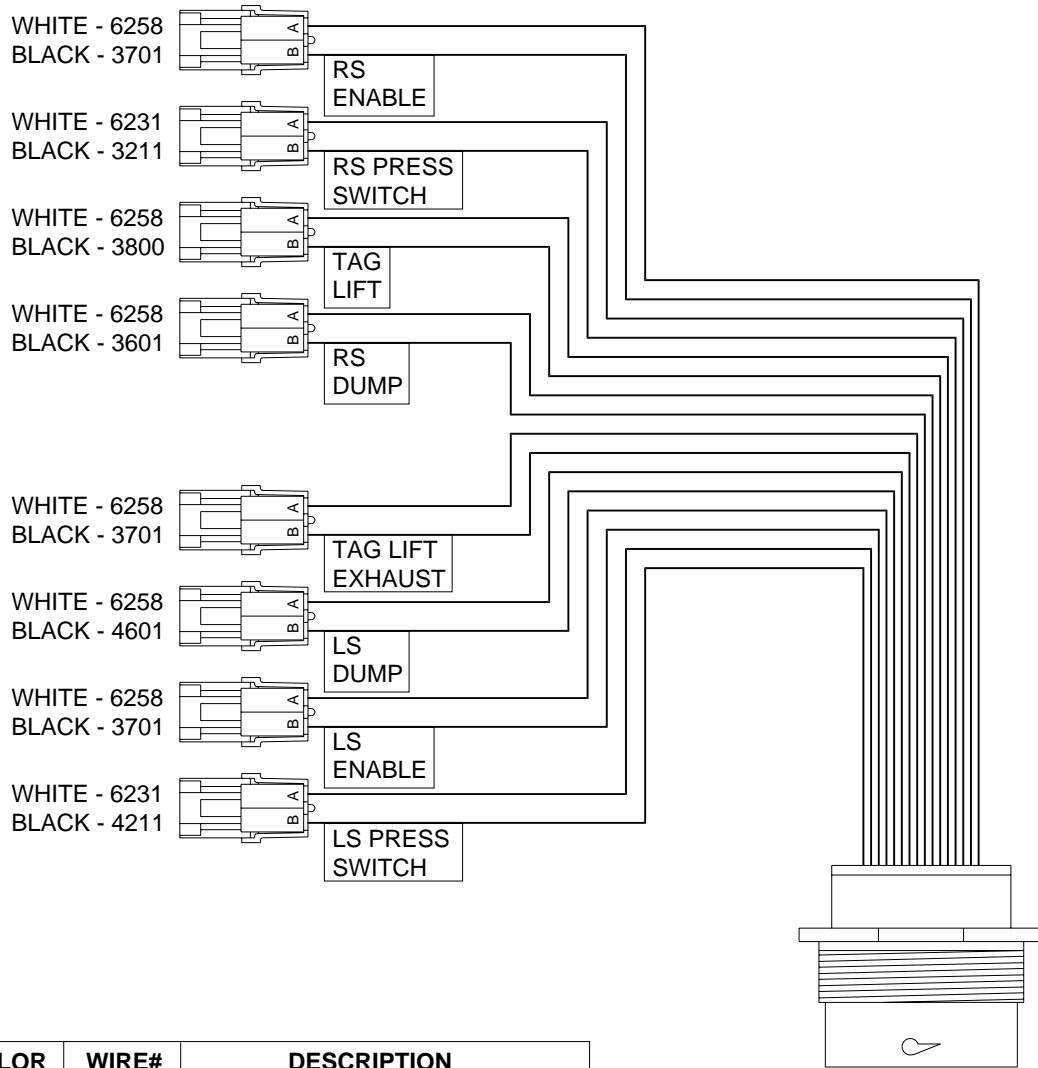 WHITE - 6258
BLACK - 3701
A
B
RS
ENABLE
WHITE - 6231
BLACK - 3211
A
B
RS PRESS
SWITCH
WHITE - 6258
BLACK - 3800
A
B
TAG
LIFT
WHITE - 6258
BLACK - 3601
A
B
RS
DUMP
WHITE - 6258
BLACK - 3701
A
B
TAG LIFT
EXHAUST
WHITE - 6258
BLACK - 4601
A
B
LS
DUMP
WHITE - 6258
BLACK - 3701
A
B
LS
ENABLE
WHITE - 6231
BLACK - 4211
A
B
LS PRESS
SWITCH
LOR WIRE# DESCRIPTION